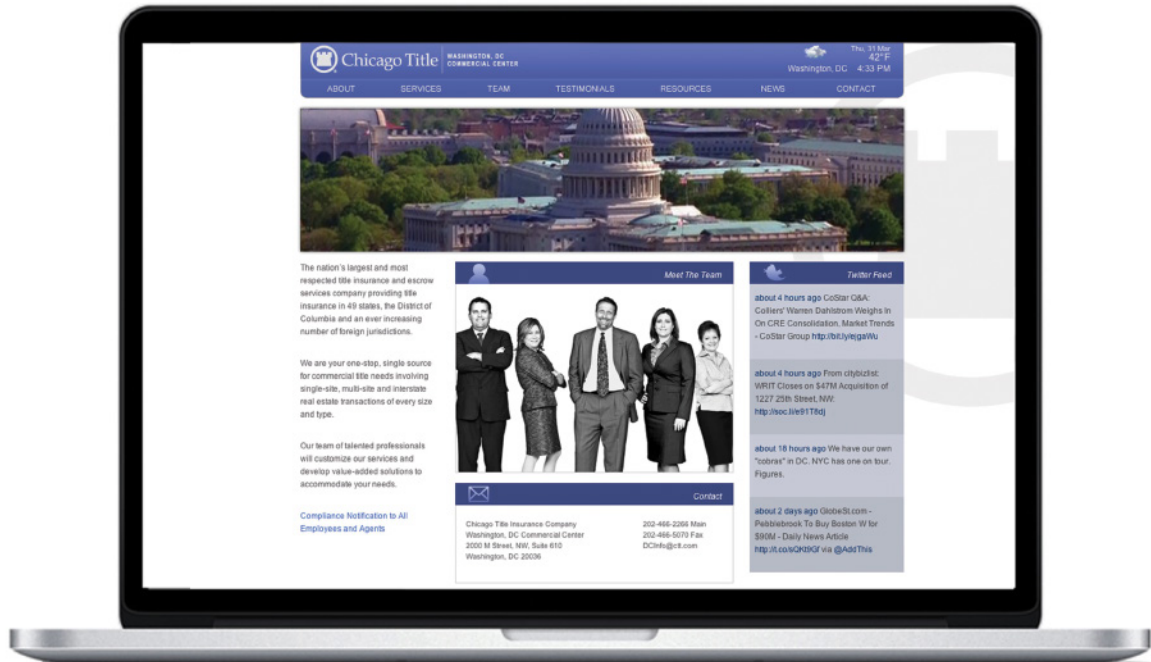 Chicago Title
WASHINGTON, DC
COMMERCIAL CENTER
Thu, 31 Mar
42°F
Washington, DC 4:33 PM
ABOUT SERVICES TEAM TESTIMONIALS RESOURCES NEWS CONTACT
The nation's largest and most
respected title insurance and escrow
services company providing title
insurance in 49 states, the District of
Columbia and an ever increasing
number of foreign jurisdictions.
We are your one-stop, single source
for commercial title needs involving
single-site, multi-site and interstate
real estate transactions of every size
and type.
Our team of talented professionals
will customize our services and
develop value-added solutions to
accommodate your needs.
Compliance Notification to All
Employees and Agents
Meet The Team
Contact
Chicago Title Insurance Company
Washington, DC Commercial Center
2000 M Street, NW, Suite 610
Washington, DC 20036
202-466-2266 Main
202-466-5070 Fax
DCInfo@ctt.com
Twitter Feed
about 4 hours ago CoStar Q&A:
Colliers' Warren Dahlstrom Weighs In
On CRE Consolidation, Market Trends
- CoStar Group http://bit.ly/ejgaWu
about 4 hours ago From citybizlist:
WRIT Closes on $47M Acquisition of
1227 25th Street, NW:
http://soc.li/e91T8dj
about 18 hours ago We have our own
"cobras" in DC. NYC has one on tour.
Figures.
about 2 days ago GlobeSt.com -
Pebblebrook To Buy Boston W for
$90M - Daily News Article
via @AddThis